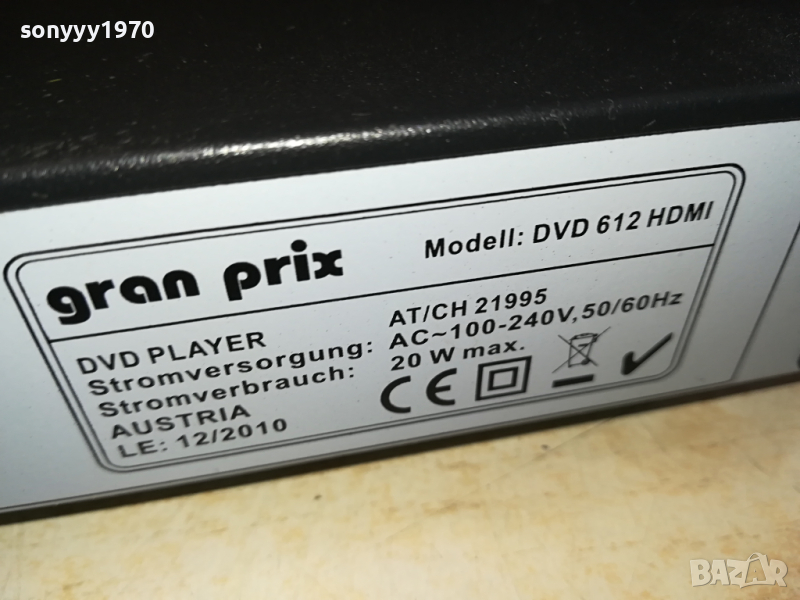 sonyyy1970
gran prix
Modell: DVD 612 HDMI
DVD PLAYER
AT/CH 21995
Stromversorgung: AC~100-240V, 50/60Hz
Stromverbrauch: 20 W max.
AUSTRIA
LE: 12/2010
CE
BAZAR